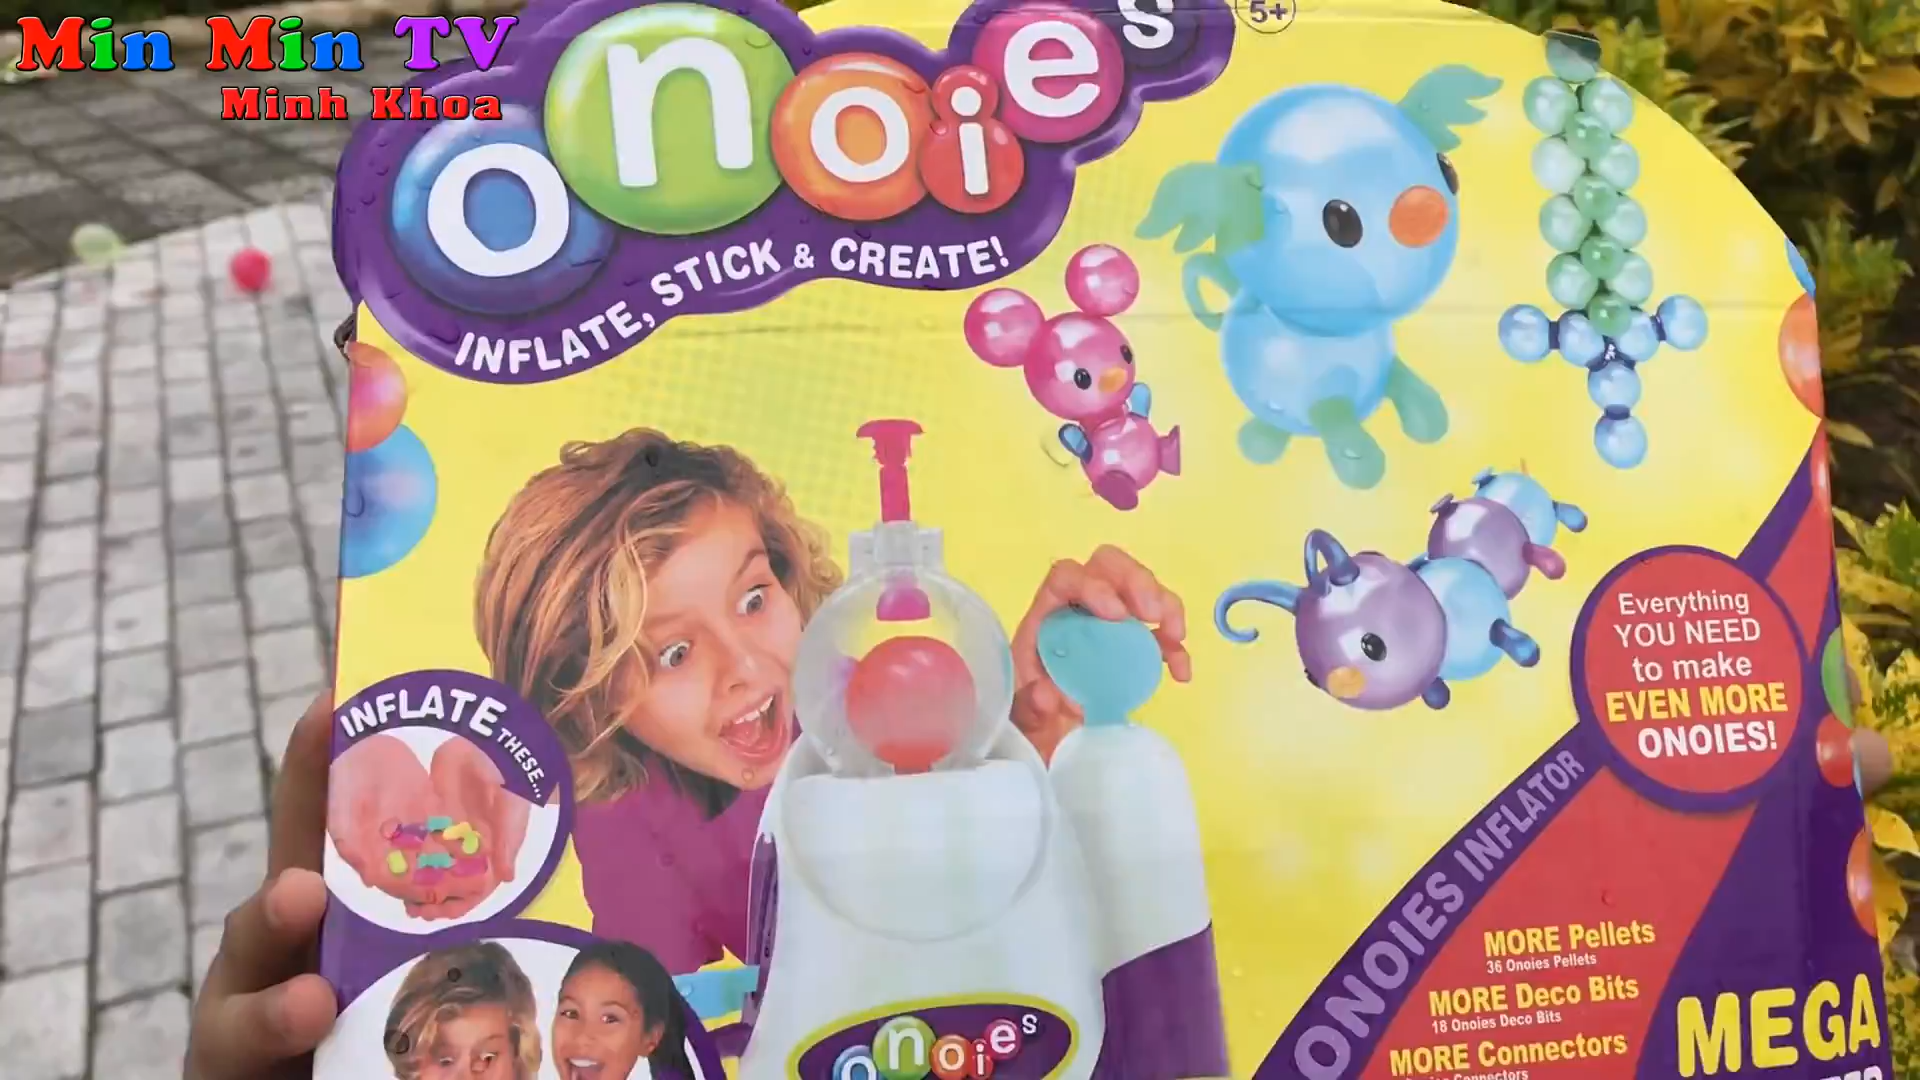 Min Min TV
Minh Khoa
onoies
5+
INFLATE, STICK & CREATE!
INFLATE THESE...
Everything
YOU NEED
to make
EVEN MORE
ONOIES!
ONOIES INFLATOR
MORE Pellets
36 Onoies Pellets
MORE Deco Bits
18 Onoies Deco Bits
MORE Connectors
Connectors
MEGA
onoies